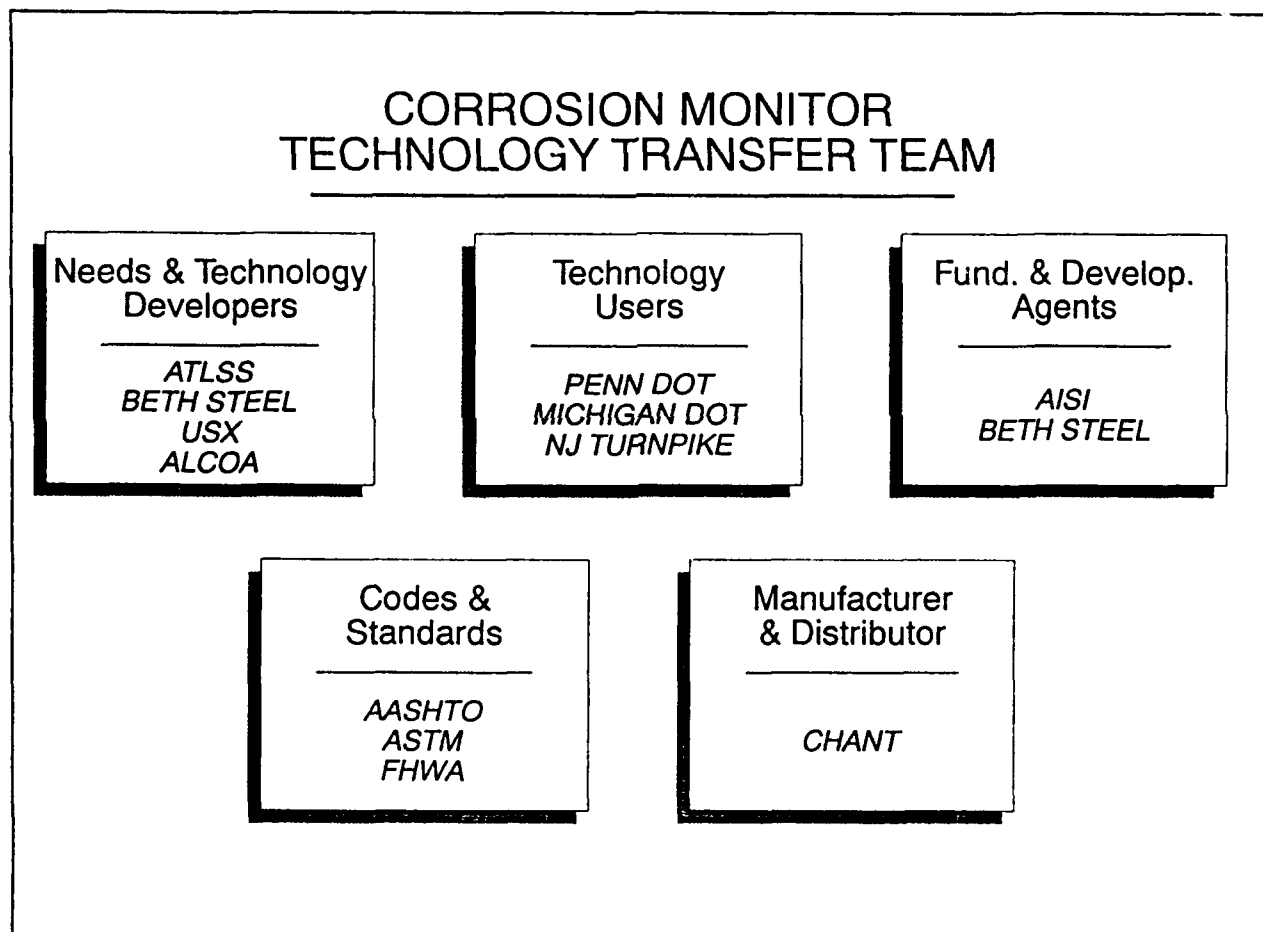 CORROSION MONITOR
TECHNOLOGY TRANSFER TEAM
Needs & Technology
Developers
ATLSS
BETH STEEL
USX
ALCOA
Technology
Users
PENN DOT
MICHIGAN DOT
NJ TURNPIKE
Fund. & Develop.
Agents
AISI
BETH STEEL
Codes &
Standards
AASHTO
ASTM
FHWA
Manufacturer
& Distributor
CHANT